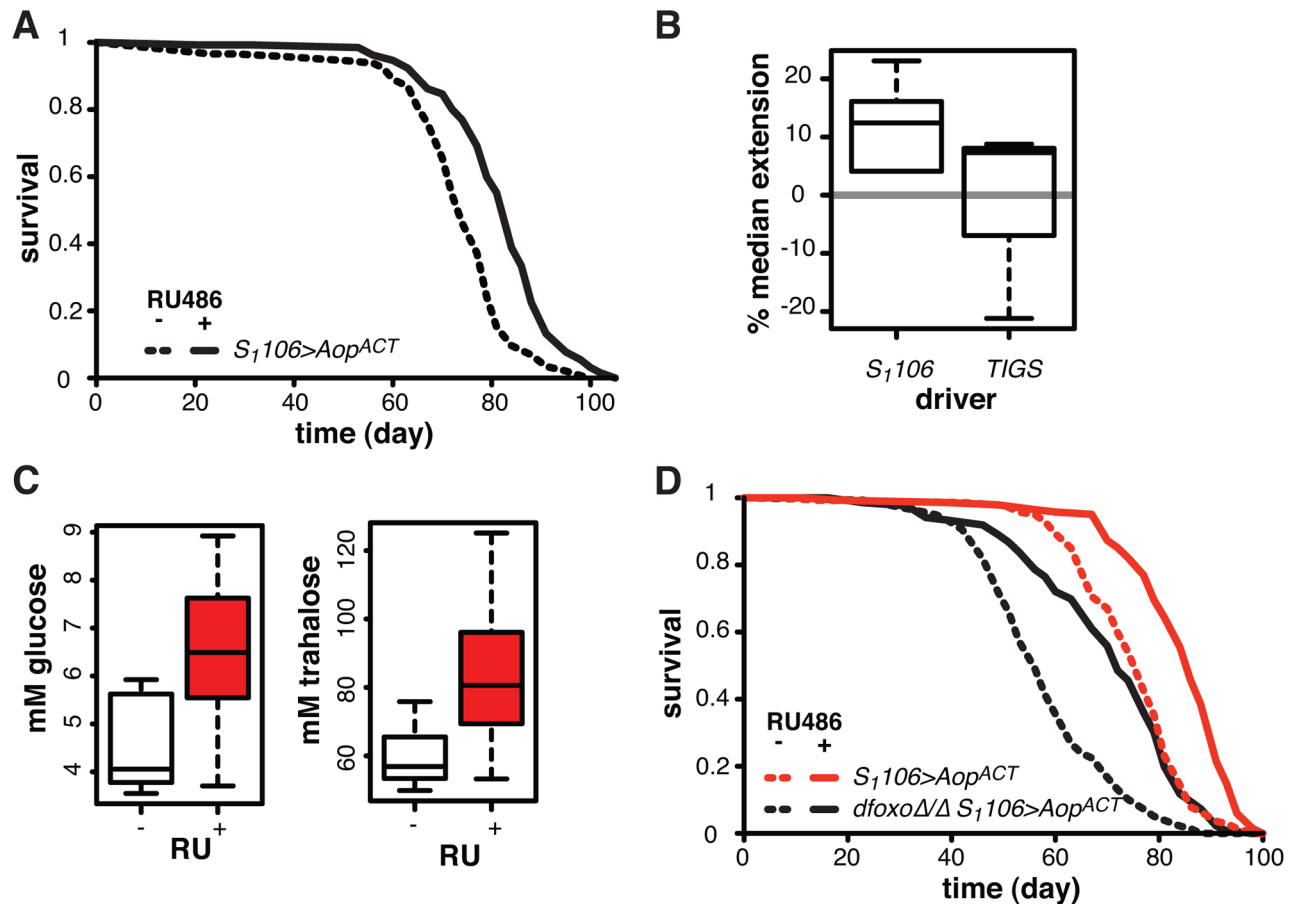 A
1
0.8
0.6
0.4
0.2
0
survival
RU486
- +
S1106>AopACT
0 20 40 60 80 100
time (day)
B
20
10
0
-10
-20
% median extension
S1106 TIGS
driver
C
9
8
7
6
5
4
mM glucose
- +
RU
120
100
80
60
mM trahalose
- +
RU
D
1
0.8
0.6
0.4
0.2
0
survival
RU486
- +
S1106>AopACT
dfoxoΔ/Δ S1106>AopACT
0 20 40 60 80 100
time (day)